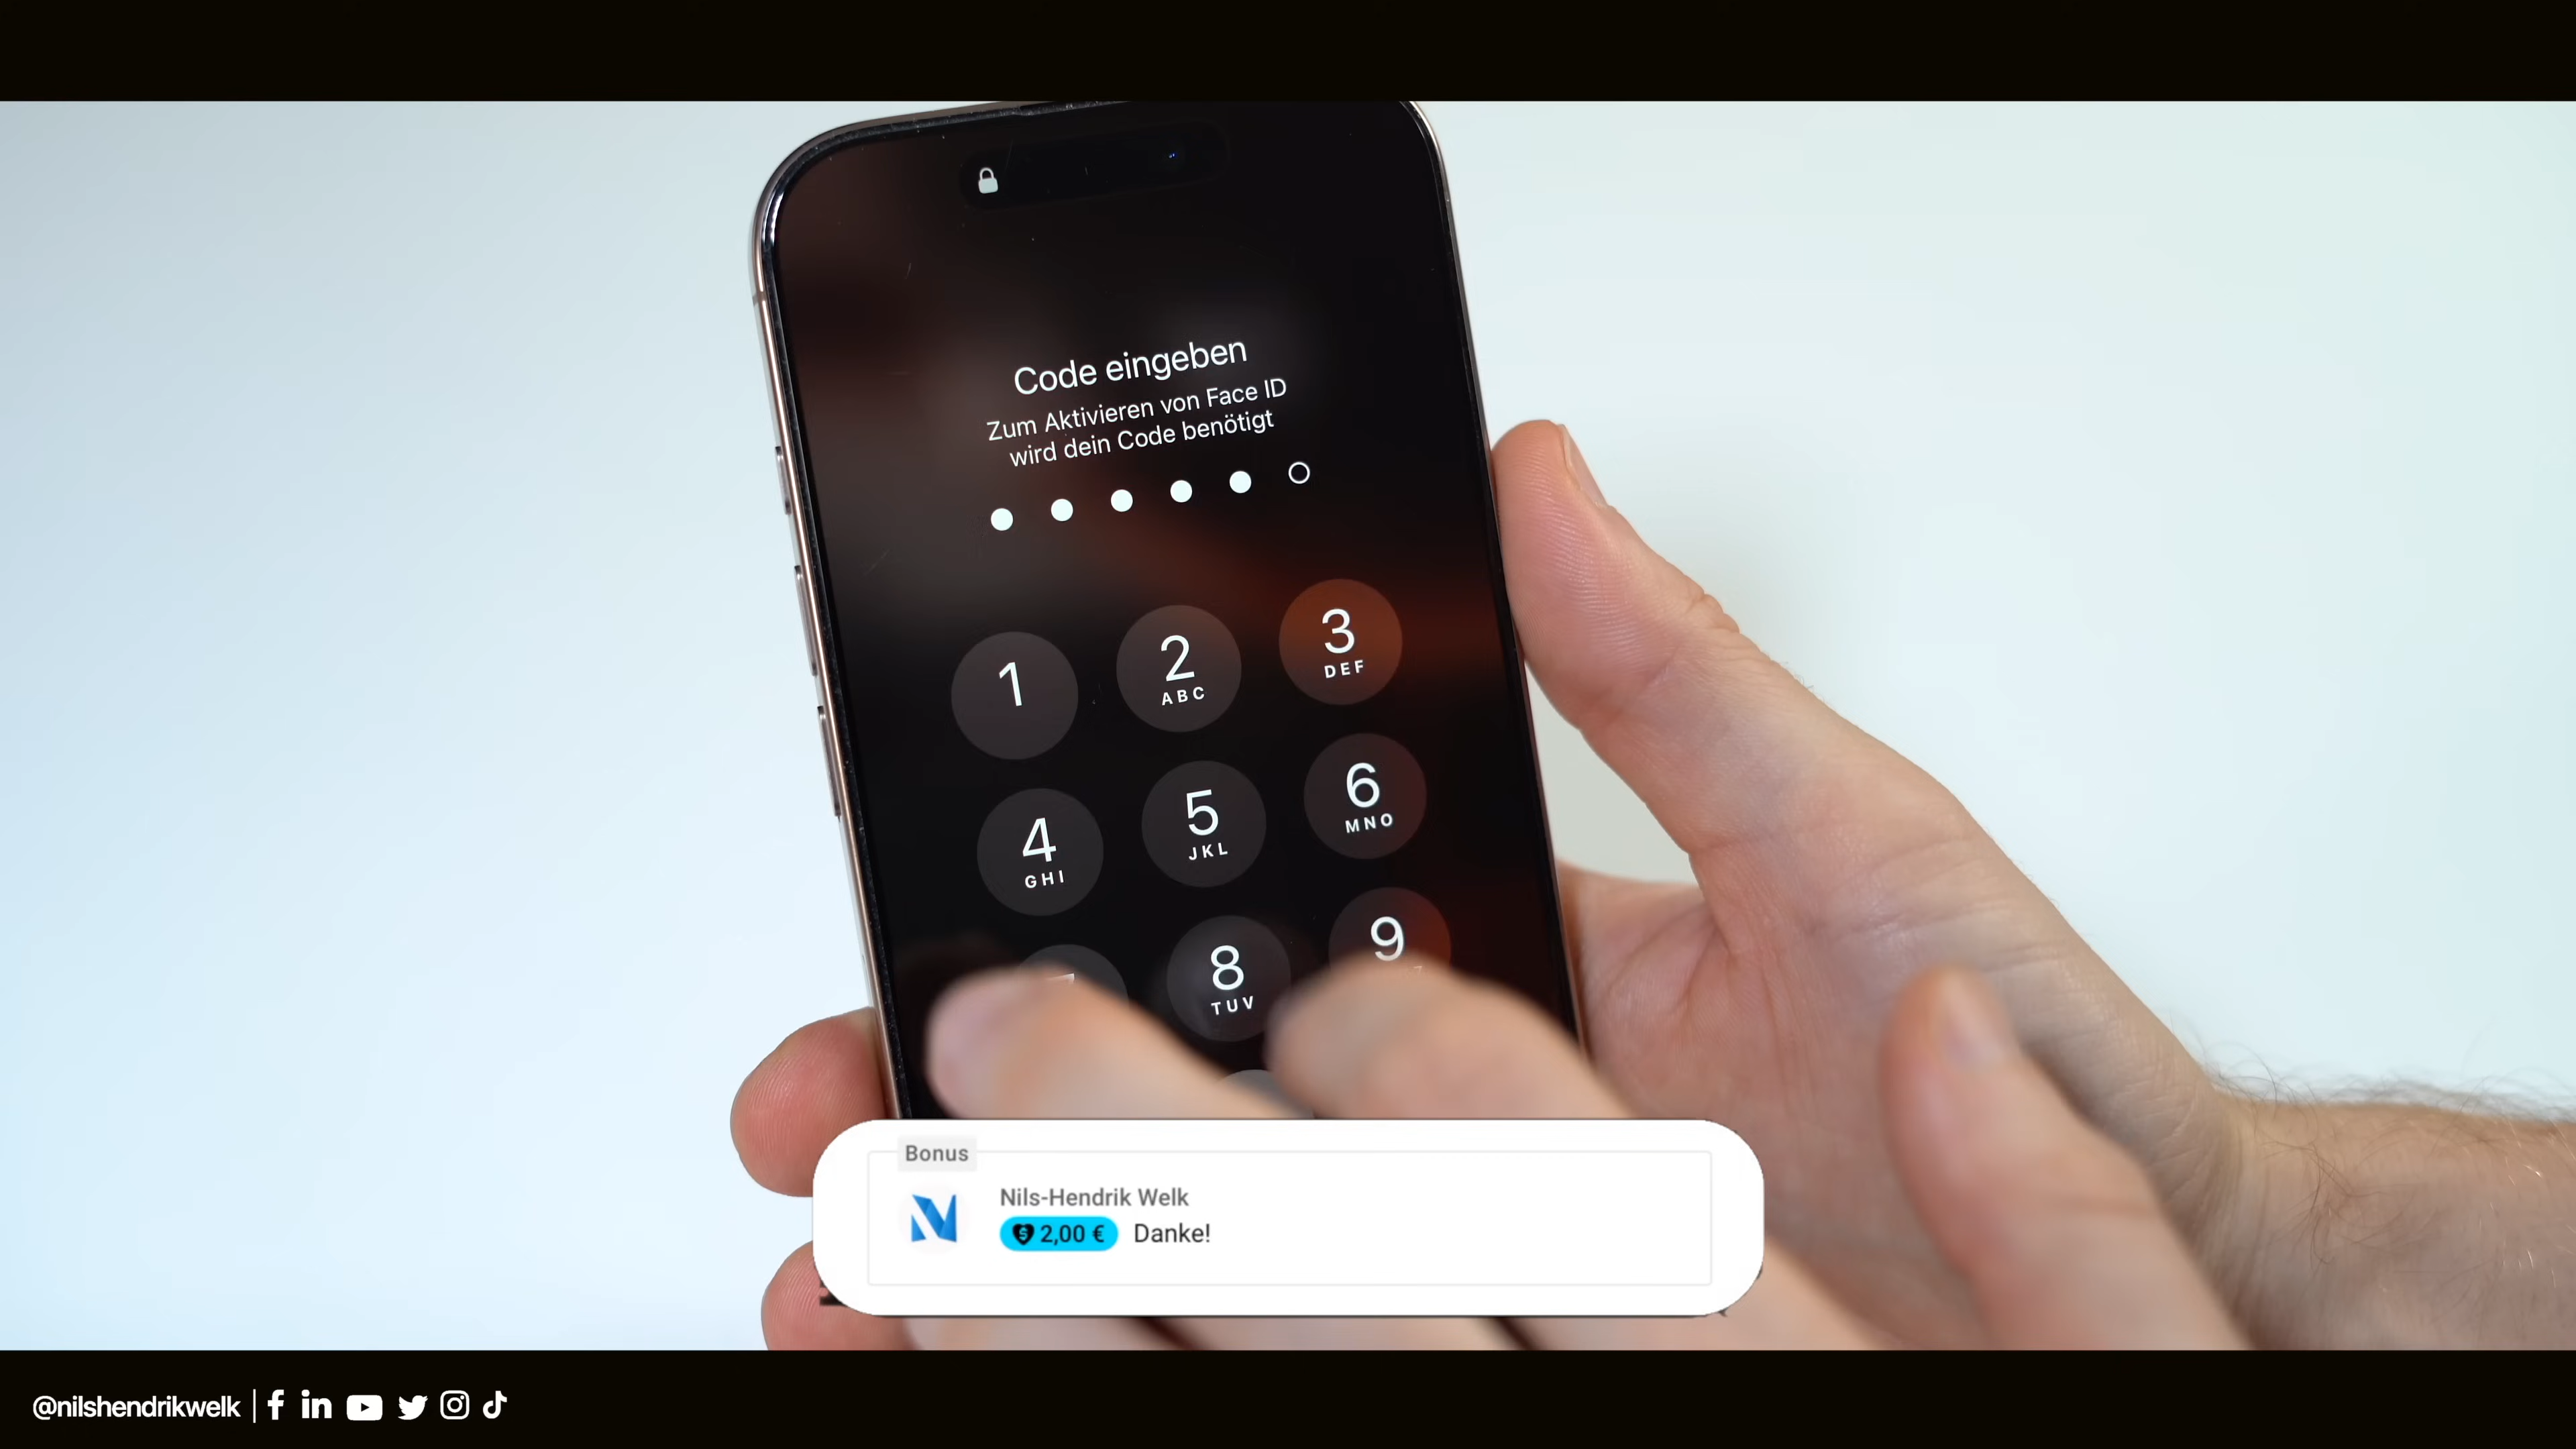 Code eingeben
Zum Aktivieren von Face ID
wird dein Code benötigt
1
2
ABC
3
DEF
4
GHI
5
JKL
6
MNO
8
TUV
9
Bonus
Nils-Hendrik Welk
2,00 € Danke!
@nilshendrikwelk